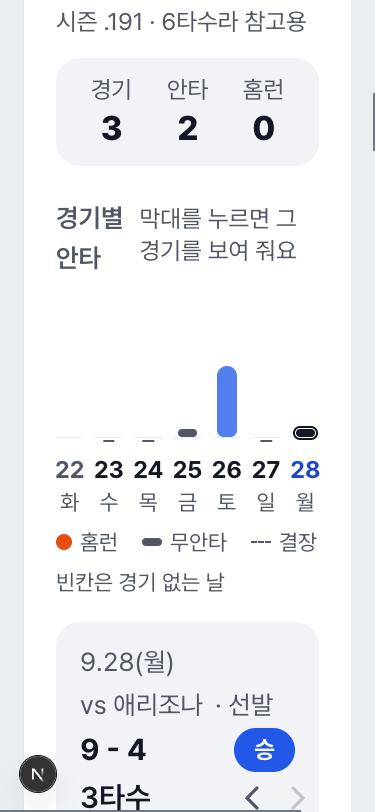 시즌 .191 · 6타수라 참고용
경기 안타 홈런
3 2 0
경기별 안타
막대를 누르면 그
경기를 보여 줘요
22 23 24 25 26 27 28
화 수 목 금 토 일 월
홈런 무안타 결장
빈칸은 경기 없는 날
9.28(월)
vs 애리조나 · 선발
9 - 4 승
3타수
N